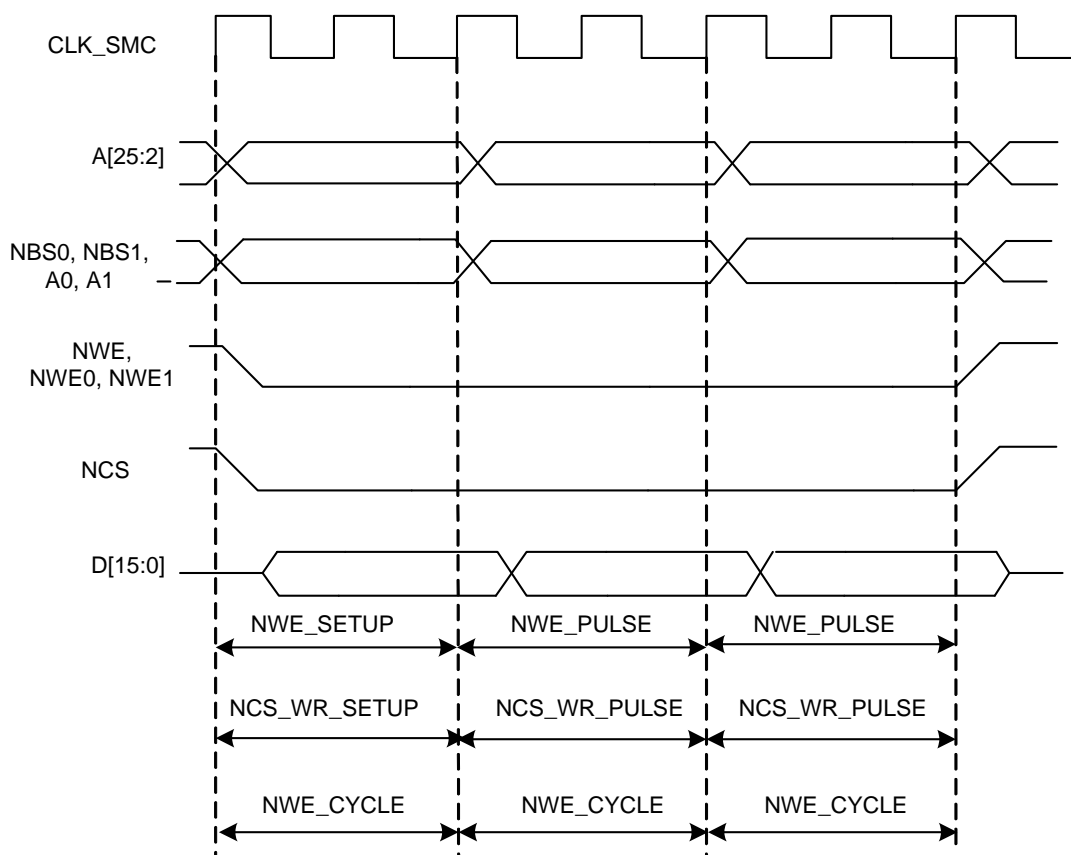 CLK_SMC
A[25:2]
NBS0, NBS1,
A0, A1
NWE,
NWE0, NWE1
NCS
D[15:0]
NWE_SETUP NWE_PULSE NWE_PULSE
NCS_WR_SETUP NCS_WR_PULSE NCS_WR_PULSE
NWE_CYCLE NWE_CYCLE NWE_CYCLE